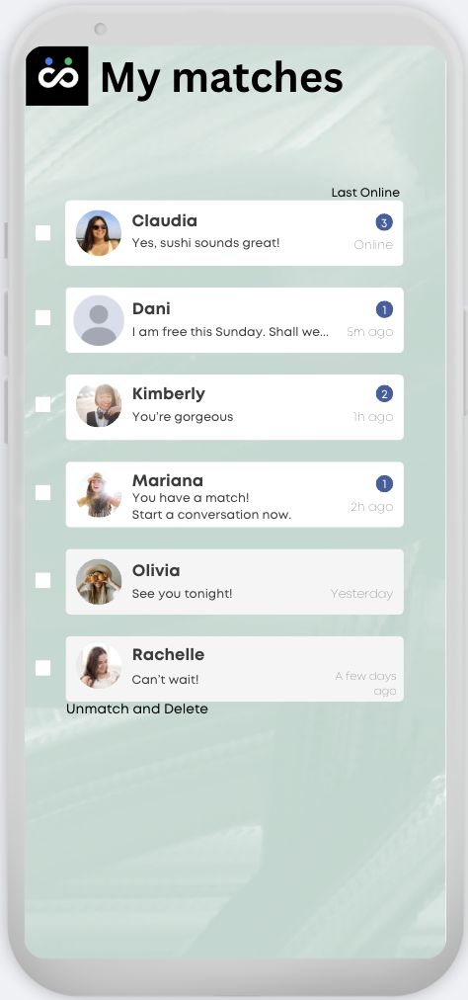 My matches
Last Online
Claudia
3
Yes, sushi sounds great!
Online
Dani
1
I am free this Sunday. Shall we...
5m ago
Kimberly
2
You're gorgeous
1h ago
Mariana
1
You have a match!
Start a conversation now.
2h ago
Olivia
See you tonight!
Yesterday
Rachelle
Can't wait!
A few days
ago
Unmatch and Delete